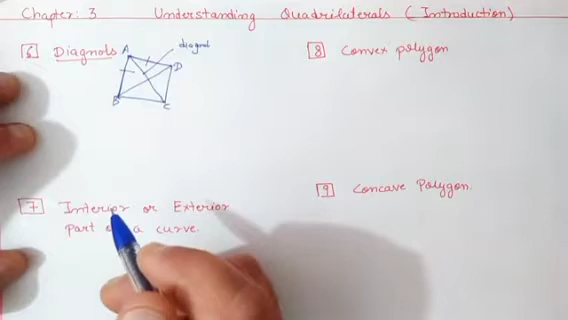 Chapter: 3 Understanding Quadrilaterals (Introduction)
6 Diagnols
A
diagnol
D
B
C
7 Interior or Exterior
part a curve.
8 Convex polygon
9 Concave Polygon.